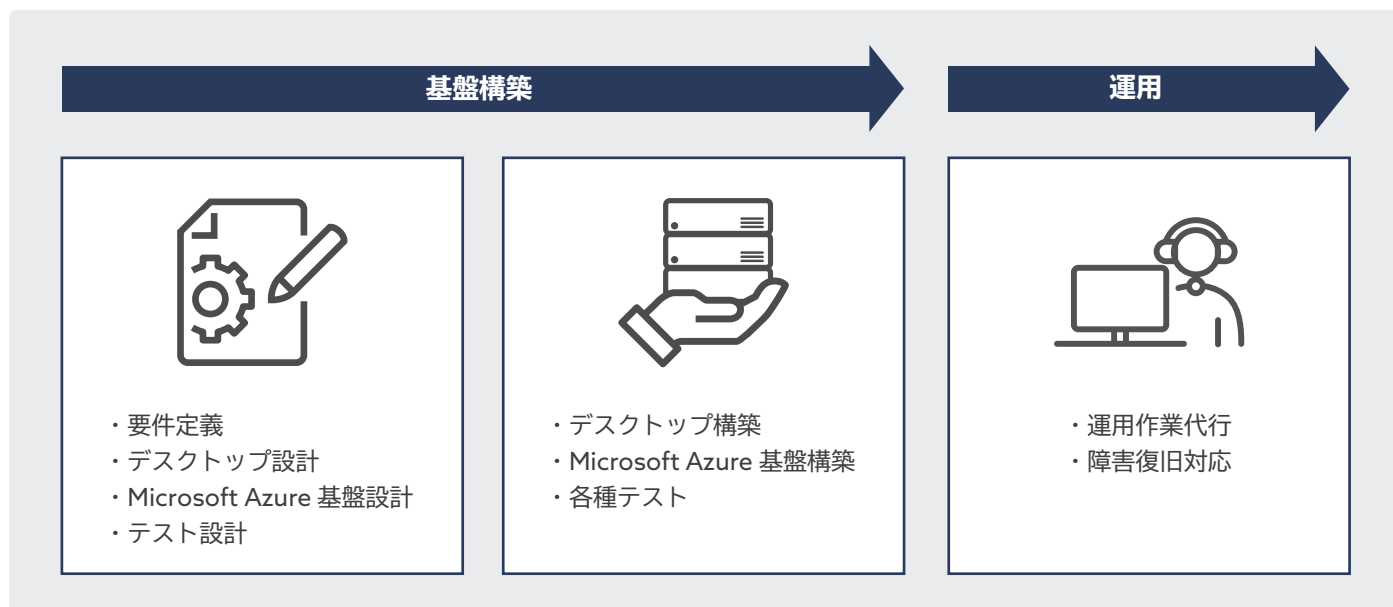 基盤構築
運用
・要件定義
・デスクトップ設計
・Microsoft Azure 基盤設計
・テスト設計
・デスクトップ構築
・Microsoft Azure 基盤構築
・各種テスト
・運用作業代行
・障害復旧対応